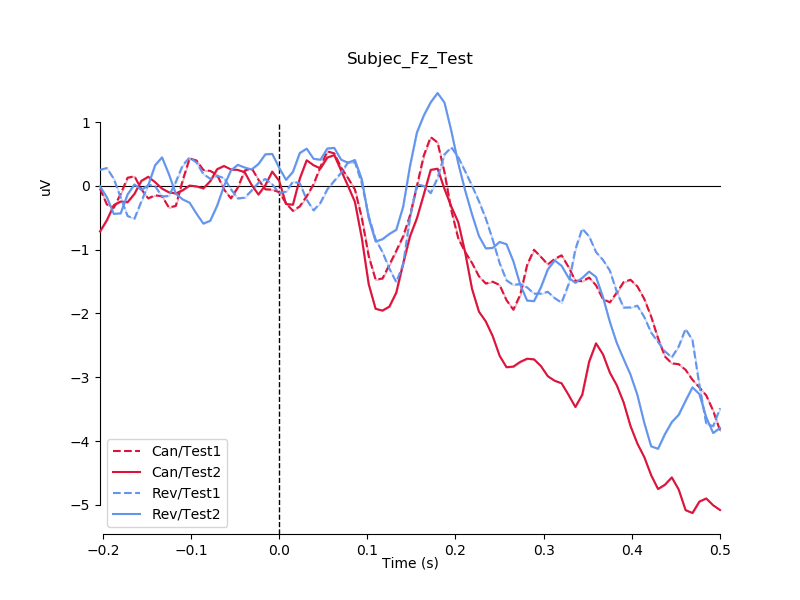 Subjec_Fz_Test
uV
1
0
−1
−2
−3
−4
−5
Can/Test1
Can/Test2
Rev/Test1
Rev/Test2
−0.2 −0.1 0.0 0.1 0.2 0.3 0.4 0.5
Time (s)